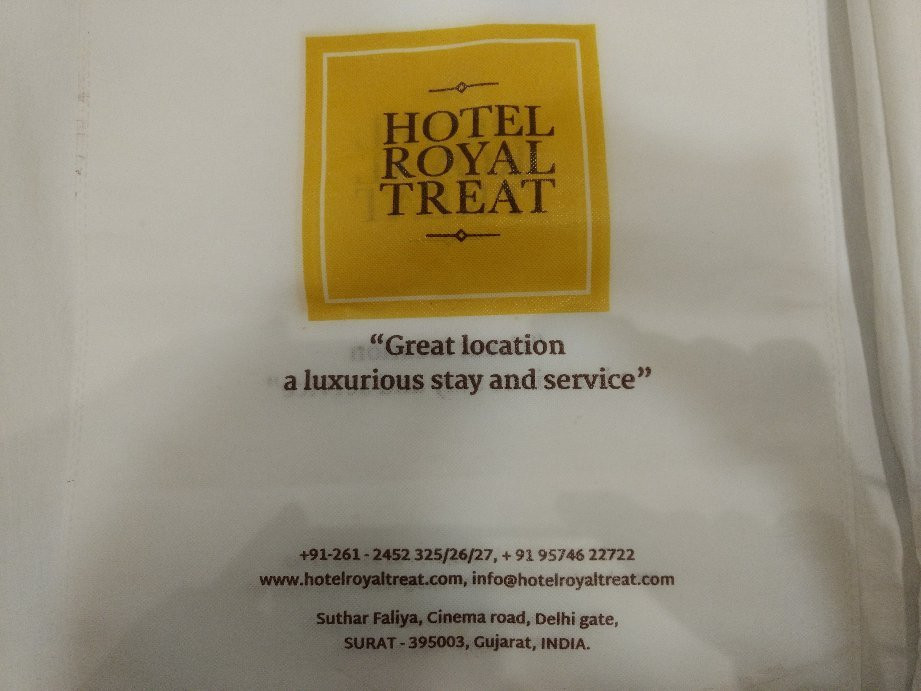 HOTEL
ROYAL
TREAT
“Great location
a luxurious stay and service”
+91-261 - 2452 325/26/27, + 91 95746 22722
www.hotelroyaltreat.com, info@hotelroyaltreat.com
Suthar Faliya, Cinema road, Delhi gate,
SURAT - 395003, Gujarat, INDIA.